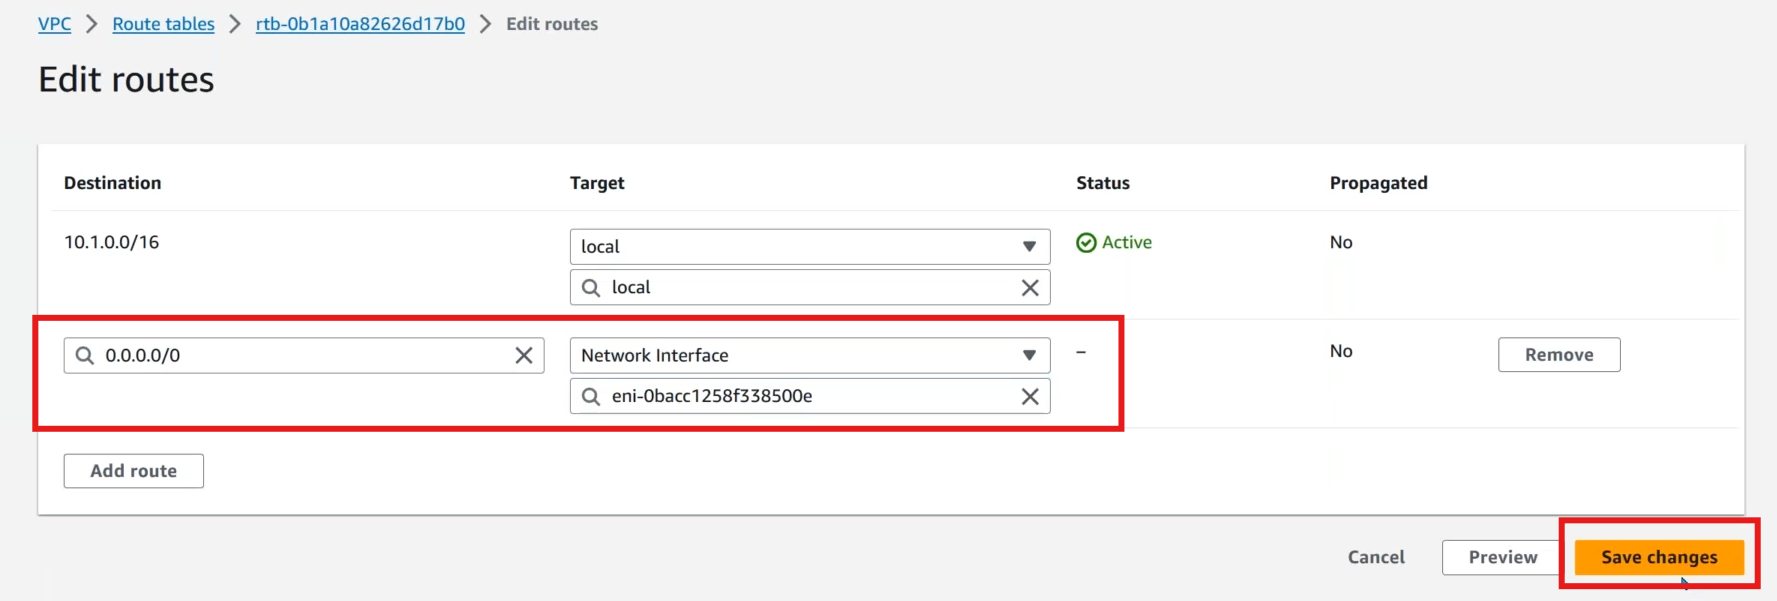 VPC > Route tables > rtb-0b1a10a82626d17b0 > Edit routes
Edit routes
Destination Target Status Propagated
10.1.0.0/16 local Active No
local
0.0.0.0/0 Network Interface – No Remove
eni-0bacc1258f338500e
Add route
Cancel Preview Save changes